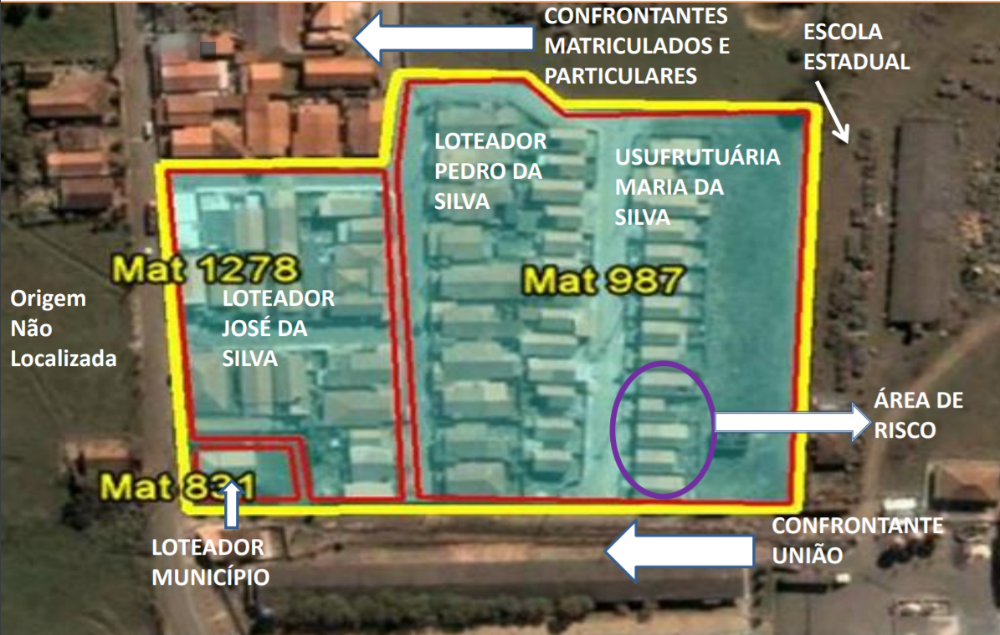 CONFRONTANTES
MATRICULADOS E
PARTICULARES
ESCOLA
ESTADUAL
LOTEADOR
PEDRO DA
SILVA
USUFRUTUÁRIA
MARIA DA
SILVA
Mat 1278
Mat 987
Origem
Não
Localizada
LOTEADOR
JOSÉ DA
SILVA
ÁREA DE
RISCO
Mat 831
LOTEADOR
MUNICÍPIO
CONFRONTANTE
UNIÃO